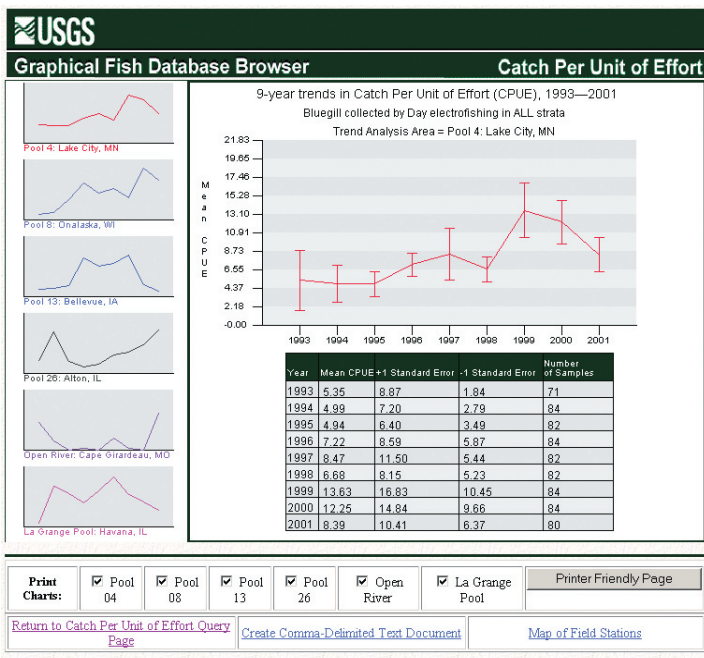 USGS
Graphical Fish Database Browser
Catch Per Unit of Effort
Pool 4: Lake City, MN
Pool 8: Onalaska, WI
Pool 13: Bellevue, IA
Pool 26: Alton, IL
Open River: Cape Girardeau, MO
La Grange Pool: Havana, IL
9-year trends in Catch Per Unit of Effort (CPUE), 1993—2001
Bluegill collected by Day electrofishing in ALL strata
Trend Analysis Area = Pool 4: Lake City, MN
Mean CPUE
21.83
19.65
17.46
15.28
13.10
10.91
8.73
6.55
4.37
2.18
-0.00
1993 1994 1995 1996 1997 1998 1999 2000 2001
Year Mean CPUE +1 Standard Error -1 Standard Error Number of Samples
1993 5.35 8.87 1.84 71
1994 4.99 7.20 2.79 84
1995 4.94 6.40 3.49 82
1996 7.22 8.59 5.87 84
1997 8.47 11.50 5.44 82
1998 6.68 8.15 5.23 82
1999 13.63 16.83 10.45 84
2000 12.25 14.84 9.66 84
2001 8.39 10.41 6.37 80
Print Charts:
Pool 04
Pool 08
Pool 13
Pool 26
Open River
La Grange Pool
Printer Friendly Page
Return to Catch Per Unit of Effort Query
Page
Create Comma-Delimited Text Document
Map of Field Stations